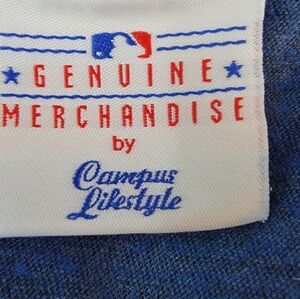 GENUINE
MERCHANDISE
by
Campus
Lifestyle